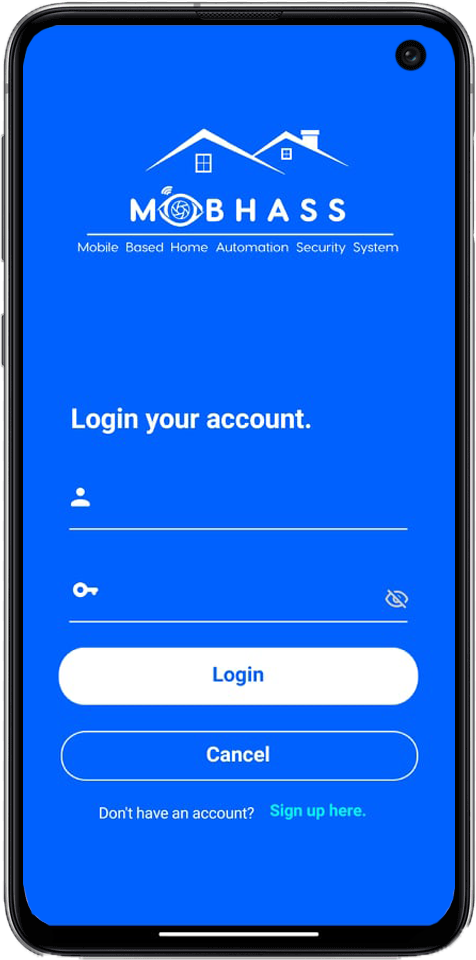 MOBHASS
Mobile Based Home Automation Security System
Login your account.
Login
Cancel
Don't have an account? Sign up here.